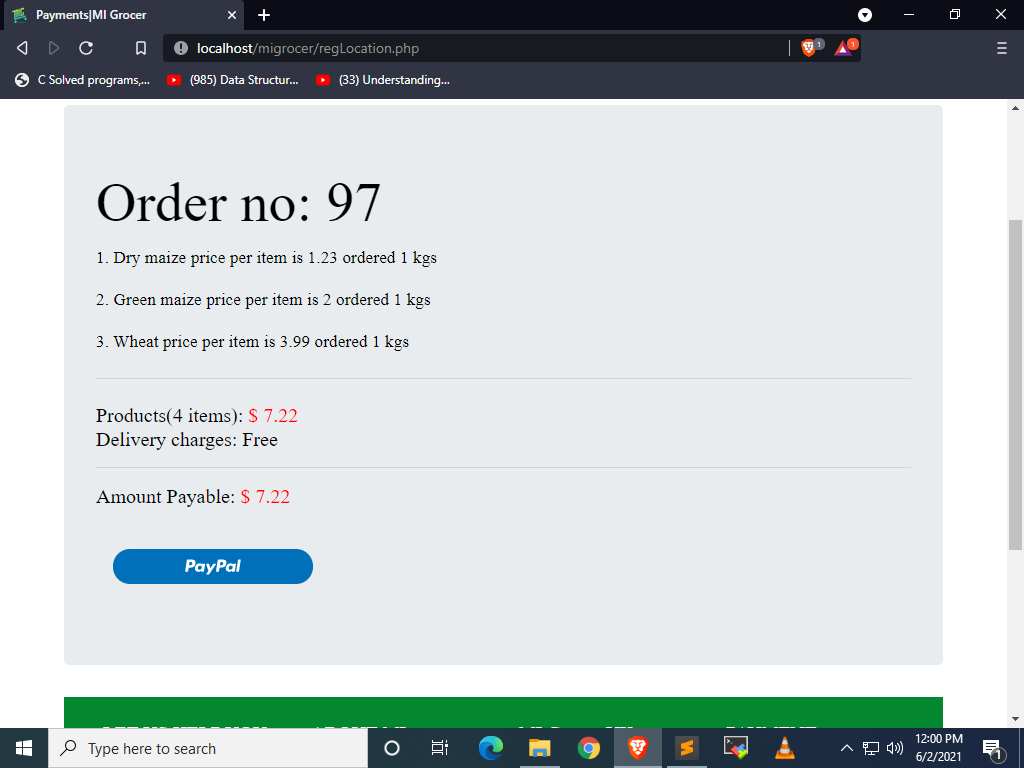 Payments|MI Grocer
localhost/migrocer/regLocation.php
1
1
C Solved programs,...
(985) Data Structur...
(33) Understanding...
Order no: 97
1. Dry maize price per item is 1.23 ordered 1 kgs
2. Green maize price per item is 2 ordered 1 kgs
3. Wheat price per item is 3.99 ordered 1 kgs
Products(4 items): $ 7.22
Delivery charges: Free
Amount Payable: $ 7.22
PayPal
Type here to search
12:00 PM
6/2/2021
1